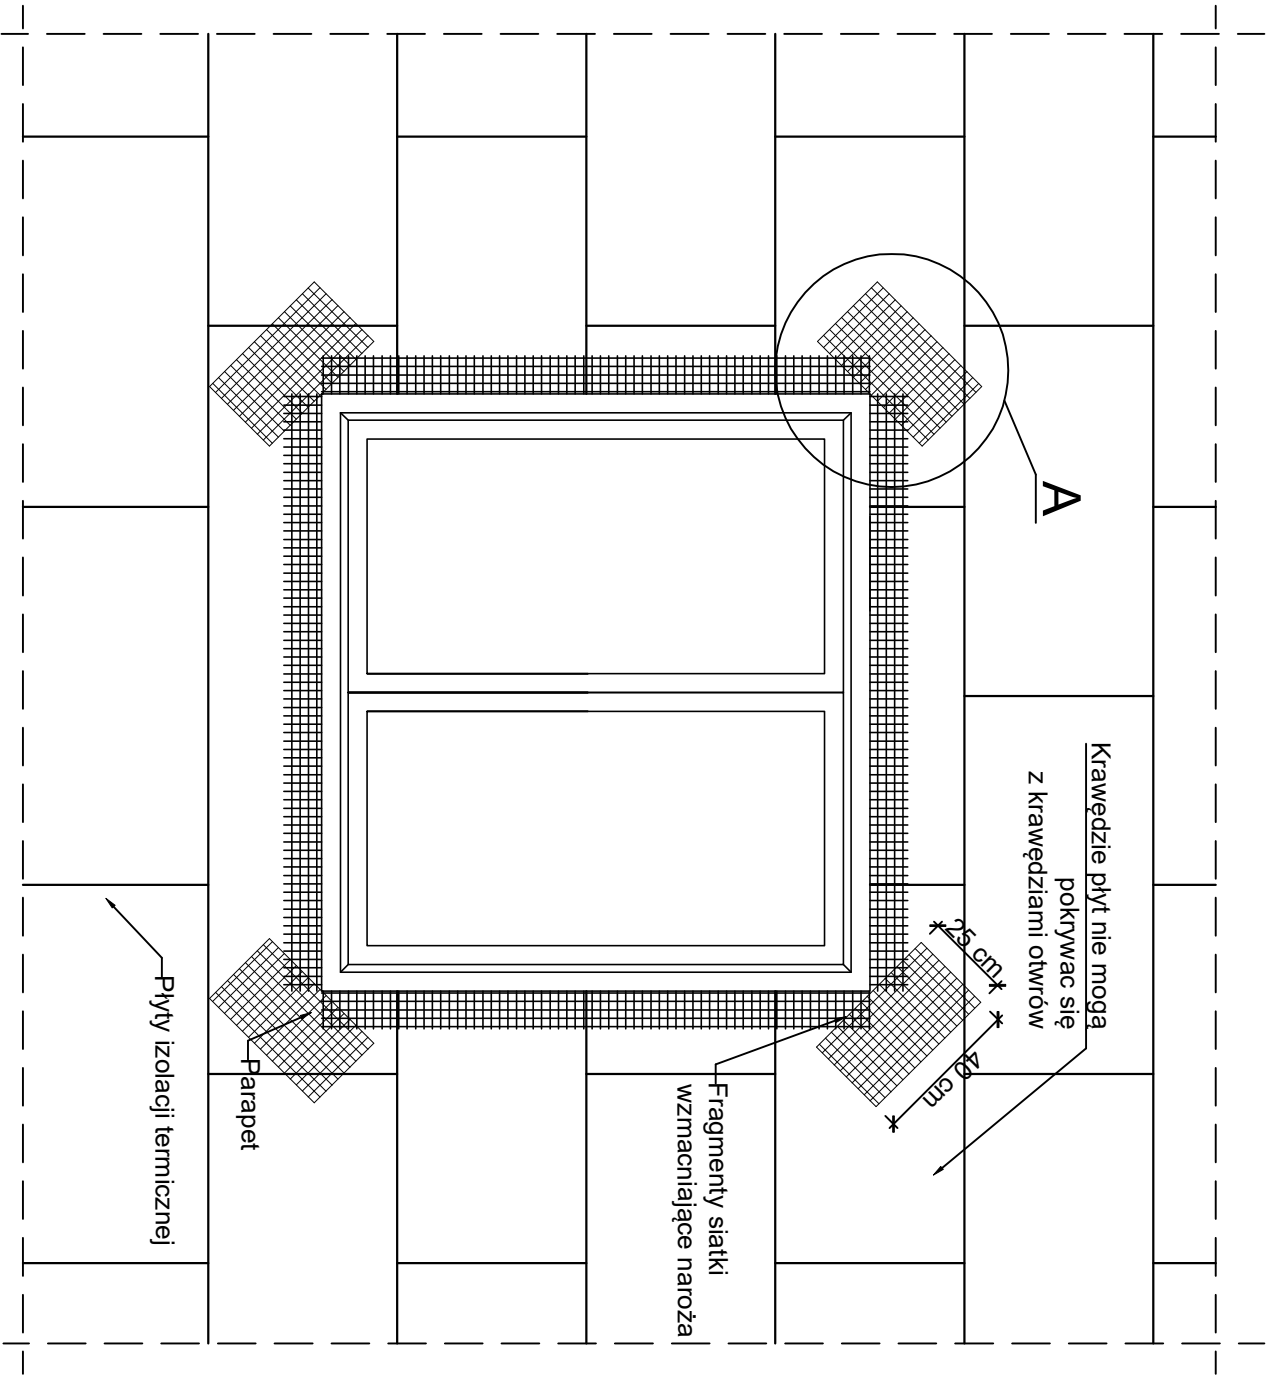 A
Krawędzie płyt nie mogą
pokrywac się
z krawędziami otwrów
25 cm
40 cm
Fragmenty siatki
wzmacniające naroża
Parapet
Płyty izolacji termicznej